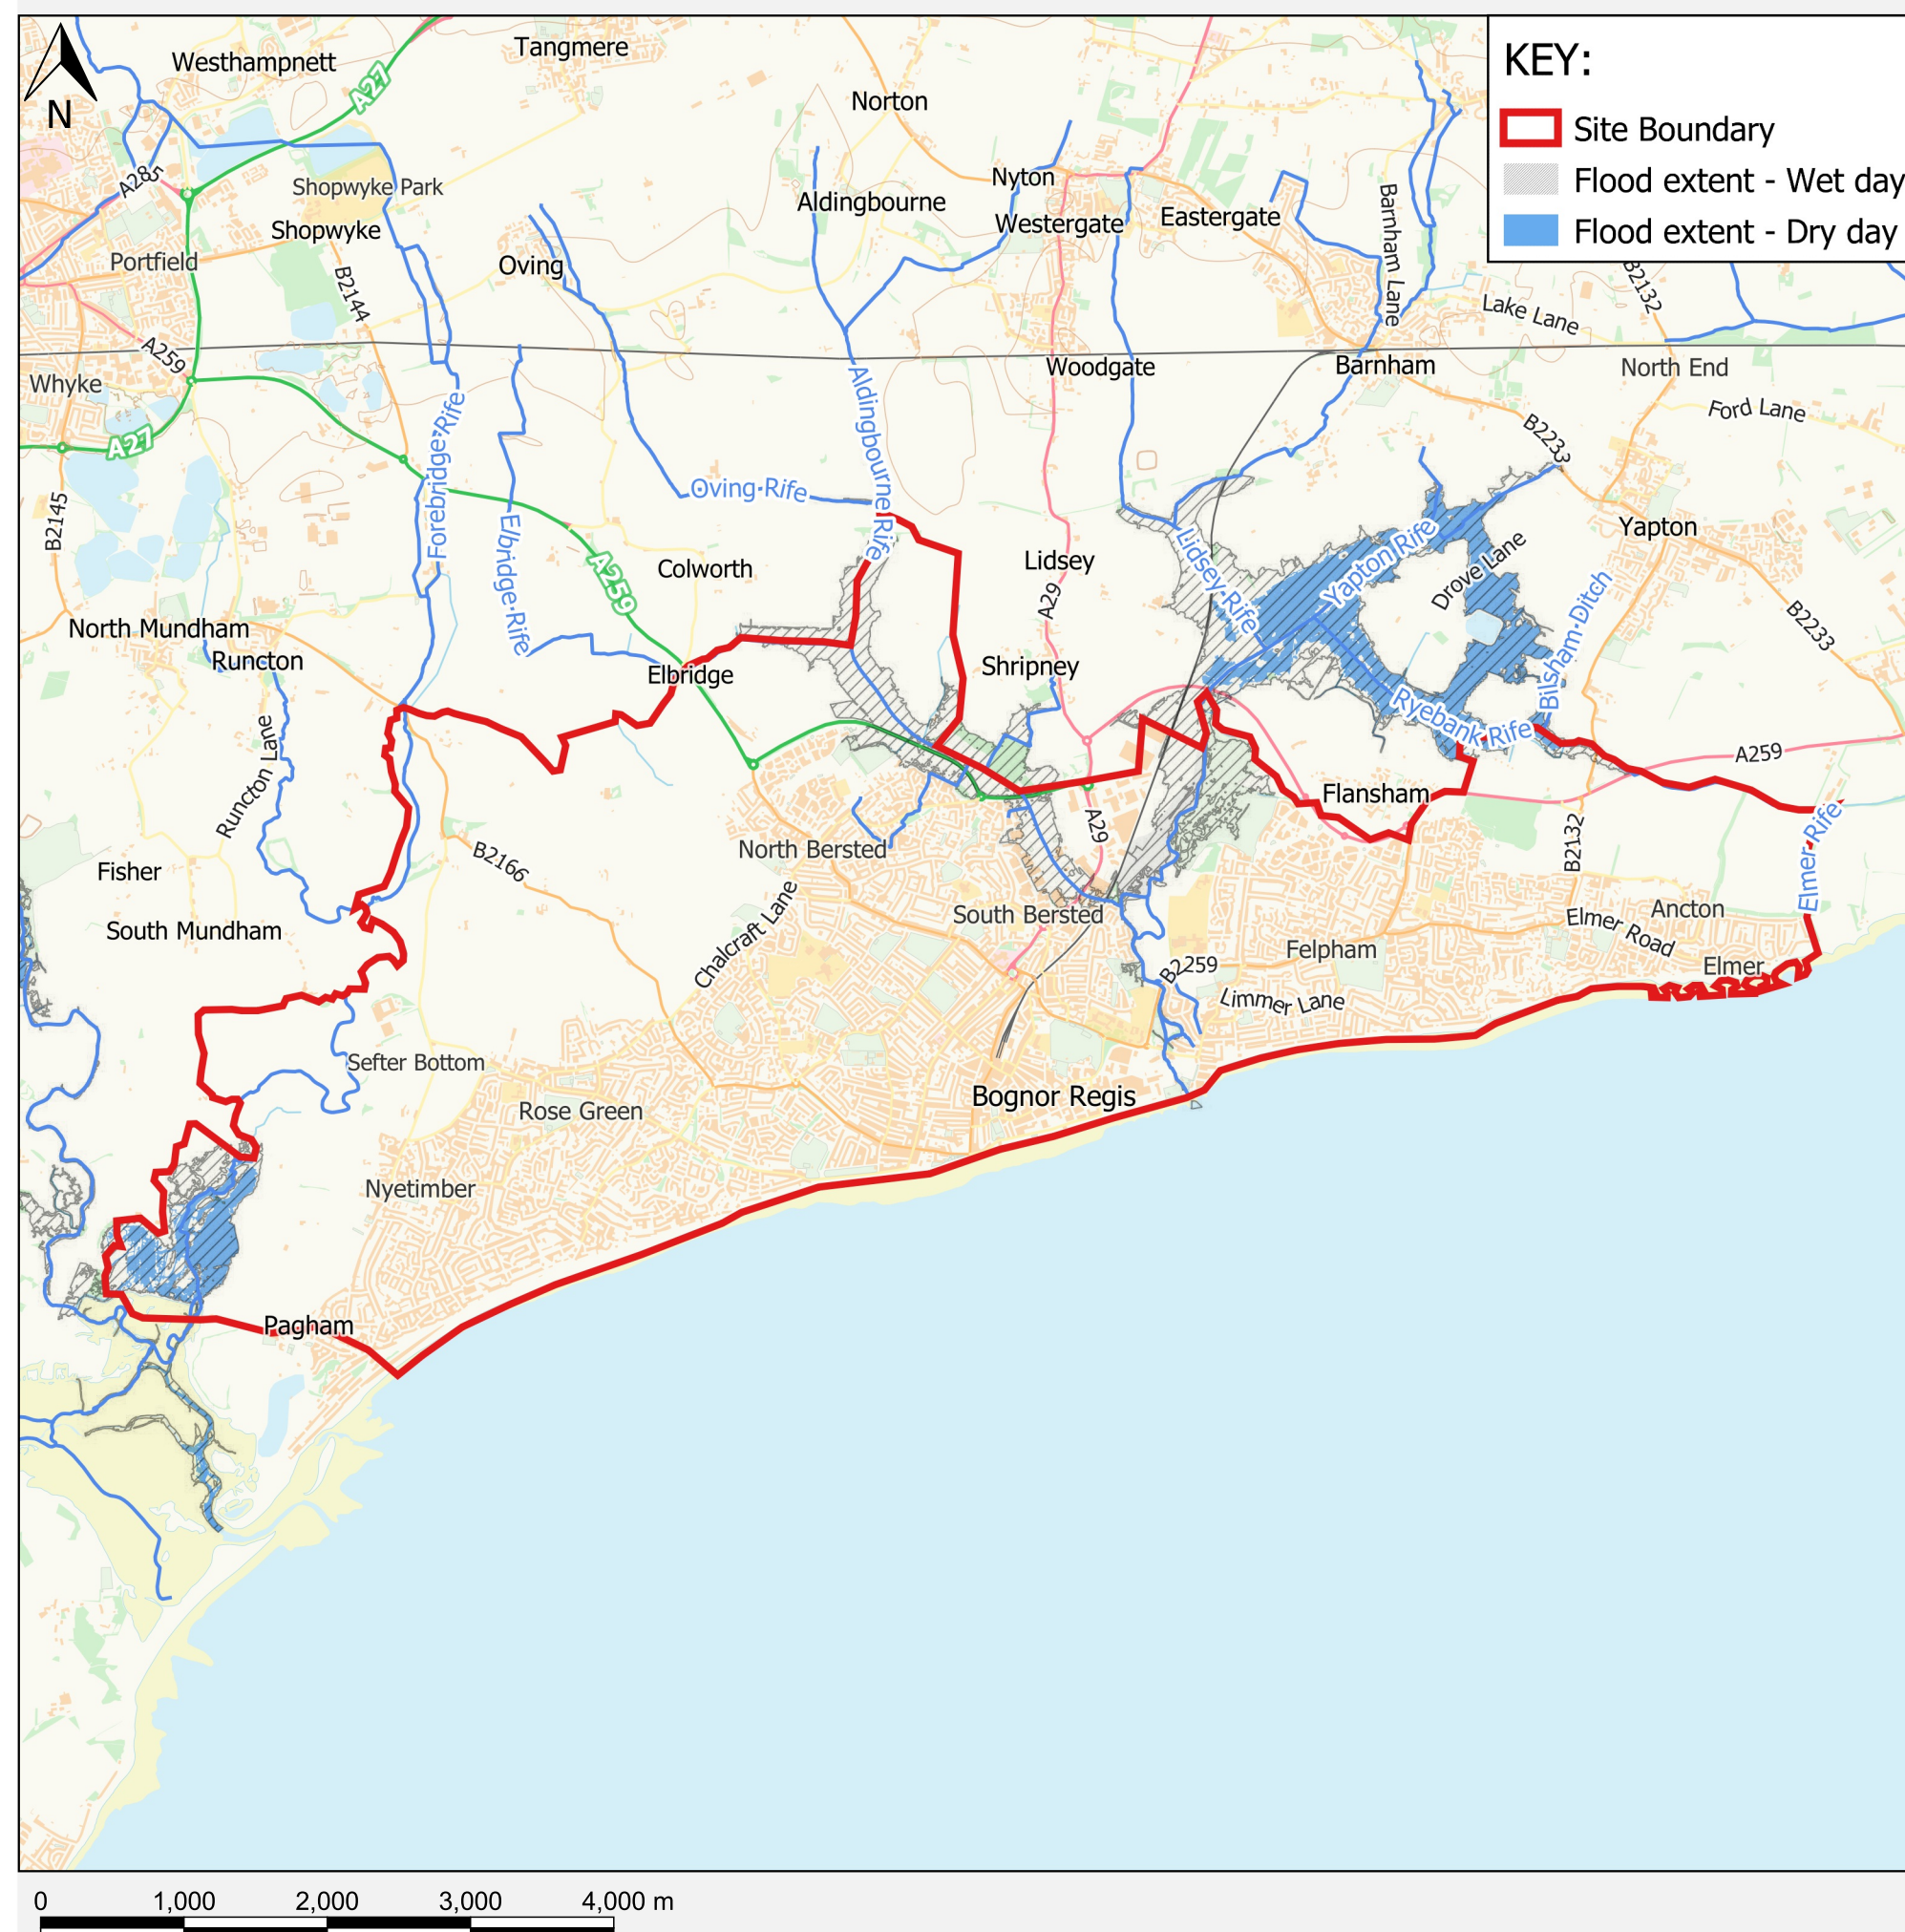 KEY:
Site Boundary
Flood extent - Wet day
Flood extent - Dry day
N
Westhampnett
Tangmere
A27
Norton
A285
Shopwyke Park
Nyton
Aldingbourne
Westergate
Eastergate
Barnham Lane
Shopwyke
Portfield
Oving
B2144
B2132
Lake Lane
A259
Whyke
Woodgate
Barnham
North End
Ford Lane
A27
Forebridge Rife
Aldingbourne Rife
B2233
Oving Rife
B2145
Elbridge Rife
A259
Colworth
Lidsey
A29
Lidsey Rife
Yapton Rife
Drove Lane
Yapton
Bilsham Ditch
B2233
North Mundham
Runcton
Elbridge
Shripney
Ryebank Rife
A259
Runcton Lane
Flansham
A29
B2132
Elmer Rife
North Bersted
B2166
Fisher
Chalcraft Lane
South Bersted
South Mundham
Felpham
Elmer Road
Ancton
Elmer
B2259
Limmer Lane
Sefter Bottom
Bognor Regis
Rose Green
Nyetimber
Pagham
0 1,000 2,000 3,000 4,000 m